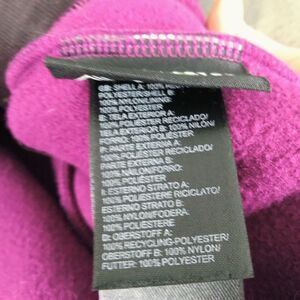 GB: SHELL A: 100%
POLYESTER/SHELL B:
100% NYLON/LINING:
100% POLYESTER
E: TELA EXTERIOR A:
100% POLIÉSTER RECICLADO/
TELA EXTERIOR B: 100% NILÓN/
FORRO: 100% POLIÉSTER
P: PARTE EXTERNA A:
100% POLIÉSTER RECICLADO/
PARTE EXTERNA B:
100% NÁILON/FORRO:
100% POLIÉSTER
I: ESTERNO STRATO A:
100% POLIESTERE RICICLATO/
ESTERNO STRATO B:
100% NYLON/FODERA:
100% POLIESTERE
D: OBERSTOFF A:
100% RECYCLING-POLYESTER/
OBERSTOFF B: 100% NYLON/
FUTTER: 100% POLYESTER